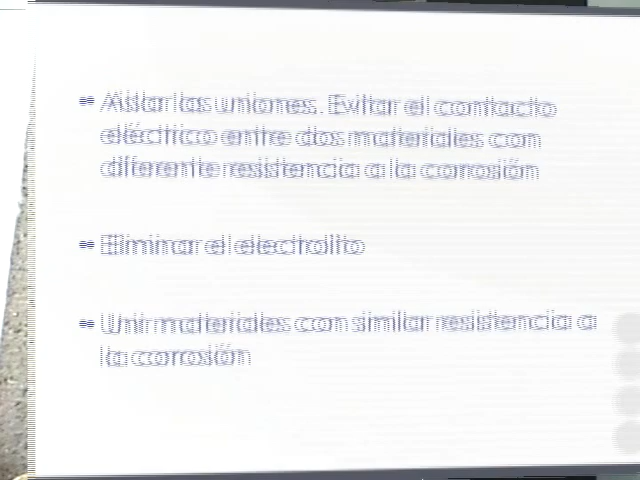 • Aislar las uniones. Evitar el contacto
eléctrico entre dos materiales con
diferente resistencia a la corrosión
• Eliminar el electrolito
• Unir materiales con similar resistencia a
la corrosión